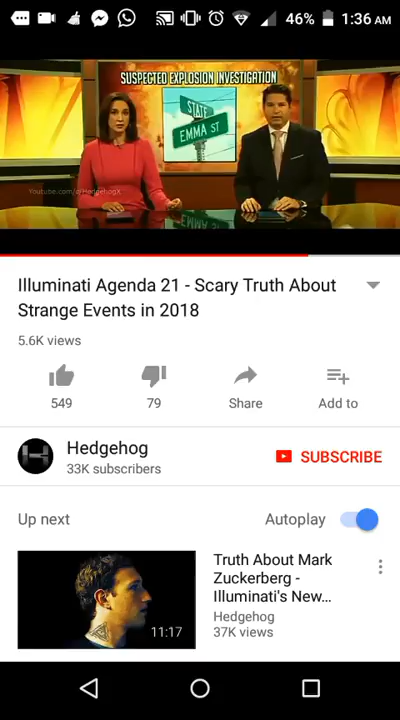 46% 1:36 AM
SUSPECTED EXPLOSION INVESTIGATION
STATE
EMMA ST
Youtube.com/@HedgehogX
Illuminati Agenda 21 - Scary Truth About
Strange Events in 2018
5.6K views
549 79 Share Add to
Hedgehog
33K subscribers
SUBSCRIBE
Up next Autoplay
Truth About Mark
Zuckerberg -
Illuminati's New...
Hedgehog
37K views
11:17